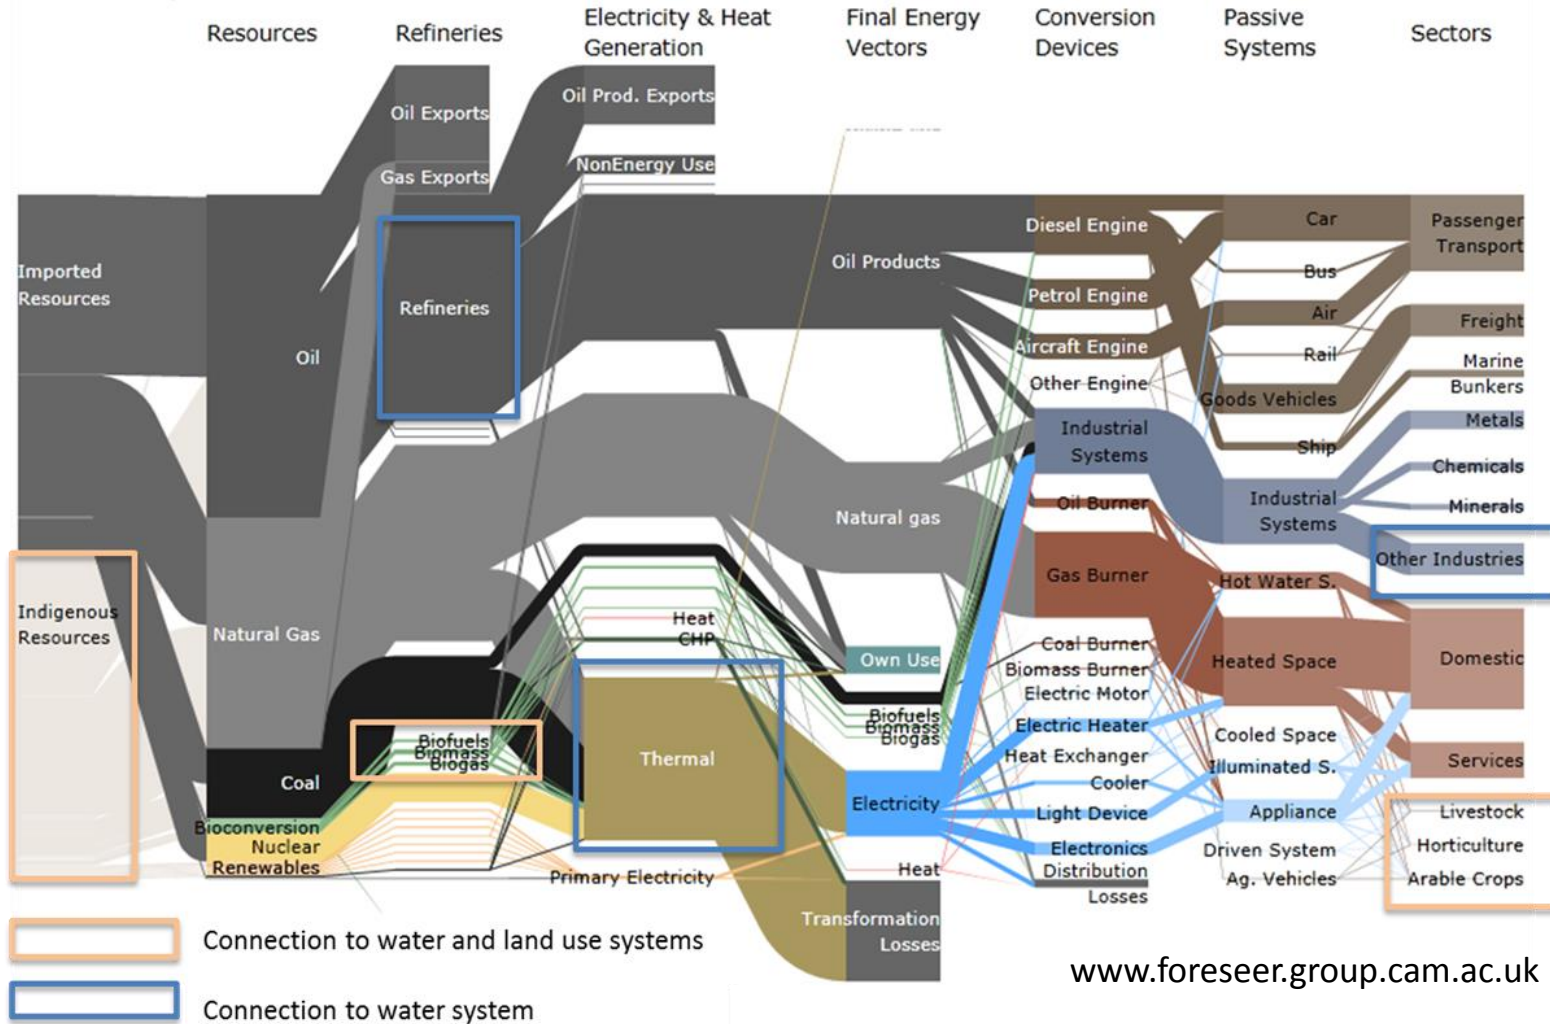 Resources
Refineries
Electricity & Heat
Generation
Final Energy
Vectors
Conversion
Devices
Passive
Systems
Sectors
Imported
Resources
Indigenous
Resources
Oil
Natural Gas
Coal
Bioconversion
Nuclear
Renewables
Oil Exports
Gas Exports
Refineries
Biofuels
Biomass
Biogas
Oil Prod. Exports
NonEnergy Use
Heat
CHP
Thermal
Primary Electricity
Oil Products
Natural gas
Own Use
Biofuels
Biomass
Biogas
Electricity
Heat
Transformation
Losses
Diesel Engine
Petrol Engine
Aircraft Engine
Other Engine
Industrial
Systems
Oil Burner
Gas Burner
Coal Burner
Biomass Burner
Electric Motor
Electric Heater
Heat Exchanger
Cooler
Light Device
Electronics
Distribution
Losses
Car
Bus
Air
Rail
Goods Vehicles
Ship
Industrial
Systems
Hot Water S.
Heated Space
Cooled Space
Illuminated S.
Appliance
Driven System
Ag. Vehicles
Passenger
Transport
Freight
Marine
Bunkers
Metals
Chemicals
Minerals
Other Industries
Domestic
Services
Livestock
Horticulture
Arable Crops
Connection to water and land use systems
Connection to water system
www.foreseer.group.cam.ac.uk